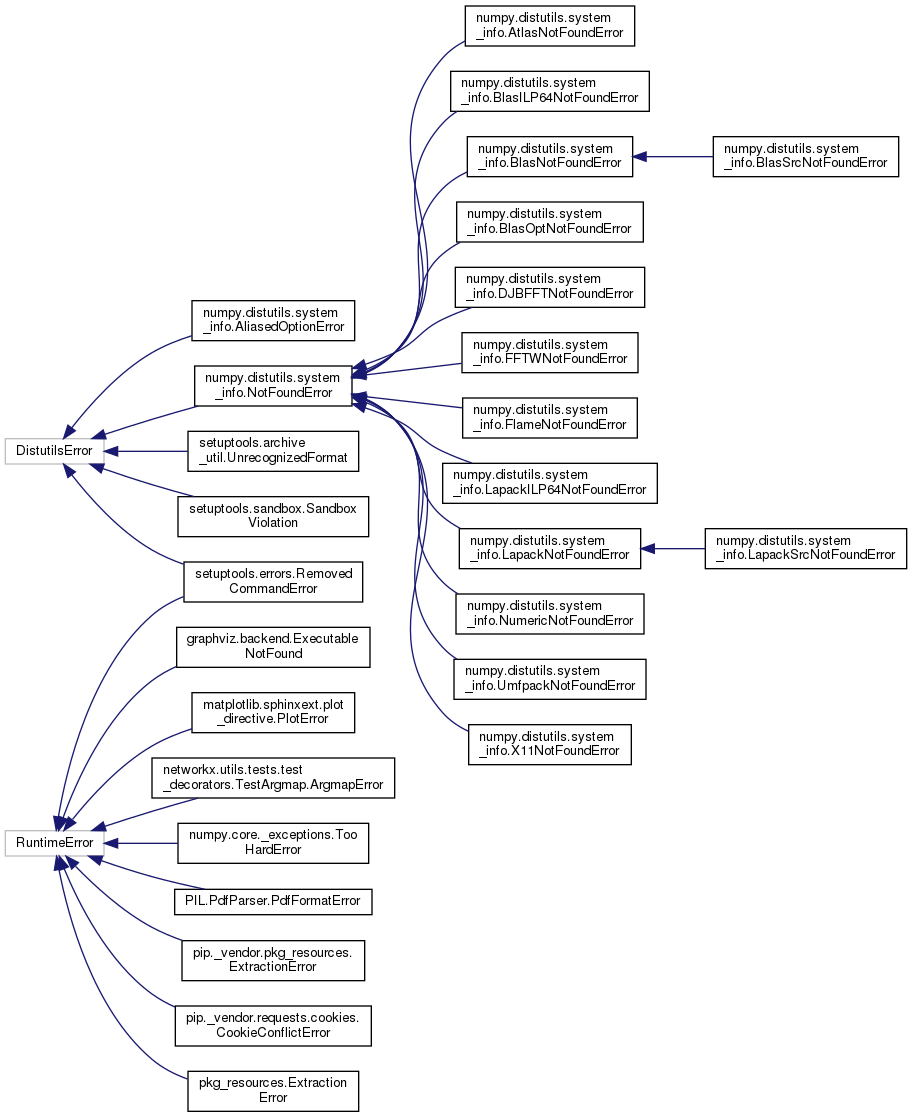 numpy.distutils.system
_info.AtlasNotFoundError
numpy.distutils.system
_info.BlasILP64NotFoundError
numpy.distutils.system
_info.BlasNotFoundError
numpy.distutils.system
_info.BlasSrcNotFoundError
numpy.distutils.system
_info.BlasOptNotFoundError
numpy.distutils.system
_info.DJBFFTNotFoundError
numpy.distutils.system
_info.AliasedOptionError
numpy.distutils.system
_info.FFTWNotFoundError
numpy.distutils.system
_info.NotFoundError
numpy.distutils.system
_info.FlameNotFoundError
DistutilsError
setuptools.archive
_util.UnrecognizedFormat
numpy.distutils.system
_info.LapackILP64NotFoundError
setuptools.sandbox.Sandbox
Violation
numpy.distutils.system
_info.LapackNotFoundError
numpy.distutils.system
_info.LapackSrcNotFoundError
setuptools.errors.Removed
CommandError
numpy.distutils.system
_info.NumericNotFoundError
graphviz.backend.Executable
NotFound
numpy.distutils.system
_info.UmfpackNotFoundError
matplotlib.sphinxext.plot
_directive.PlotError
numpy.distutils.system
_info.X11NotFoundError
networkx.utils.tests.test
_decorators.TestArgmap.ArgmapError
RuntimeError
numpy.core._exceptions.Too
HardError
PIL.PdfParser.PdfFormatError
pip._vendor.pkg_resources.
ExtractionError
pip._vendor.requests.cookies.
CookieConflictError
pkg_resources.Extraction
Error